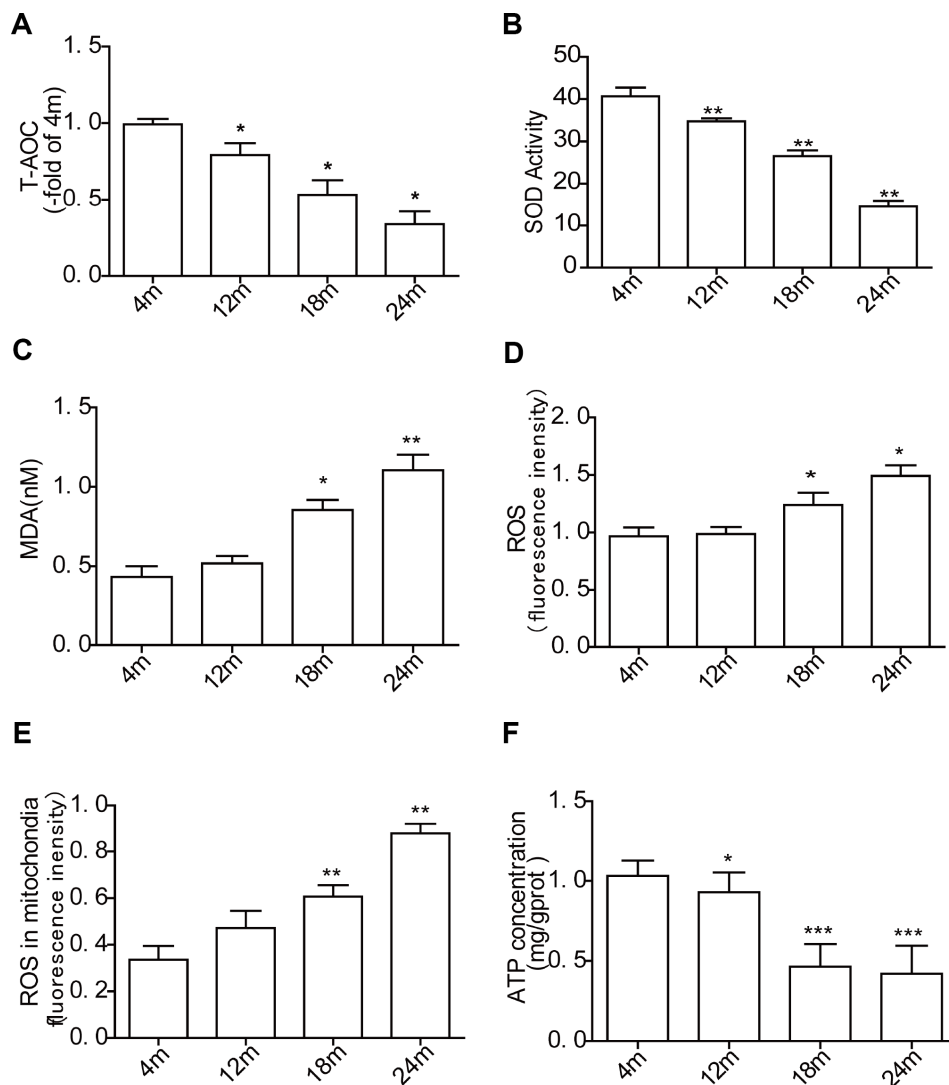 A
T-AOC
(-fold of 4m)
1. 5
1. 0
0. 5
0. 0
*
*
*
4m
12m
18m
24m
B
SOD Activity
50
40
30
20
10
0
**
**
**
4m
12m
18m
24m
C
MDA(nM)
1. 5
1. 0
0. 5
0. 0
*
**
4m
12m
18m
24m
D
ROS
(fluorescence inensity)
2. 0
1. 5
1. 0
0. 5
0. 0
*
*
4m
12m
18m
24m
E
ROS in mitochondia
(fluorescence inensity)
1. 0
0. 8
0. 6
0. 4
0. 2
0. 0
**
**
4m
12m
18m
24m
F
ATP concentration
(mg/gprot )
1. 5
1. 0
0. 5
0. 0
*
***
***
4m
12m
18m
24m